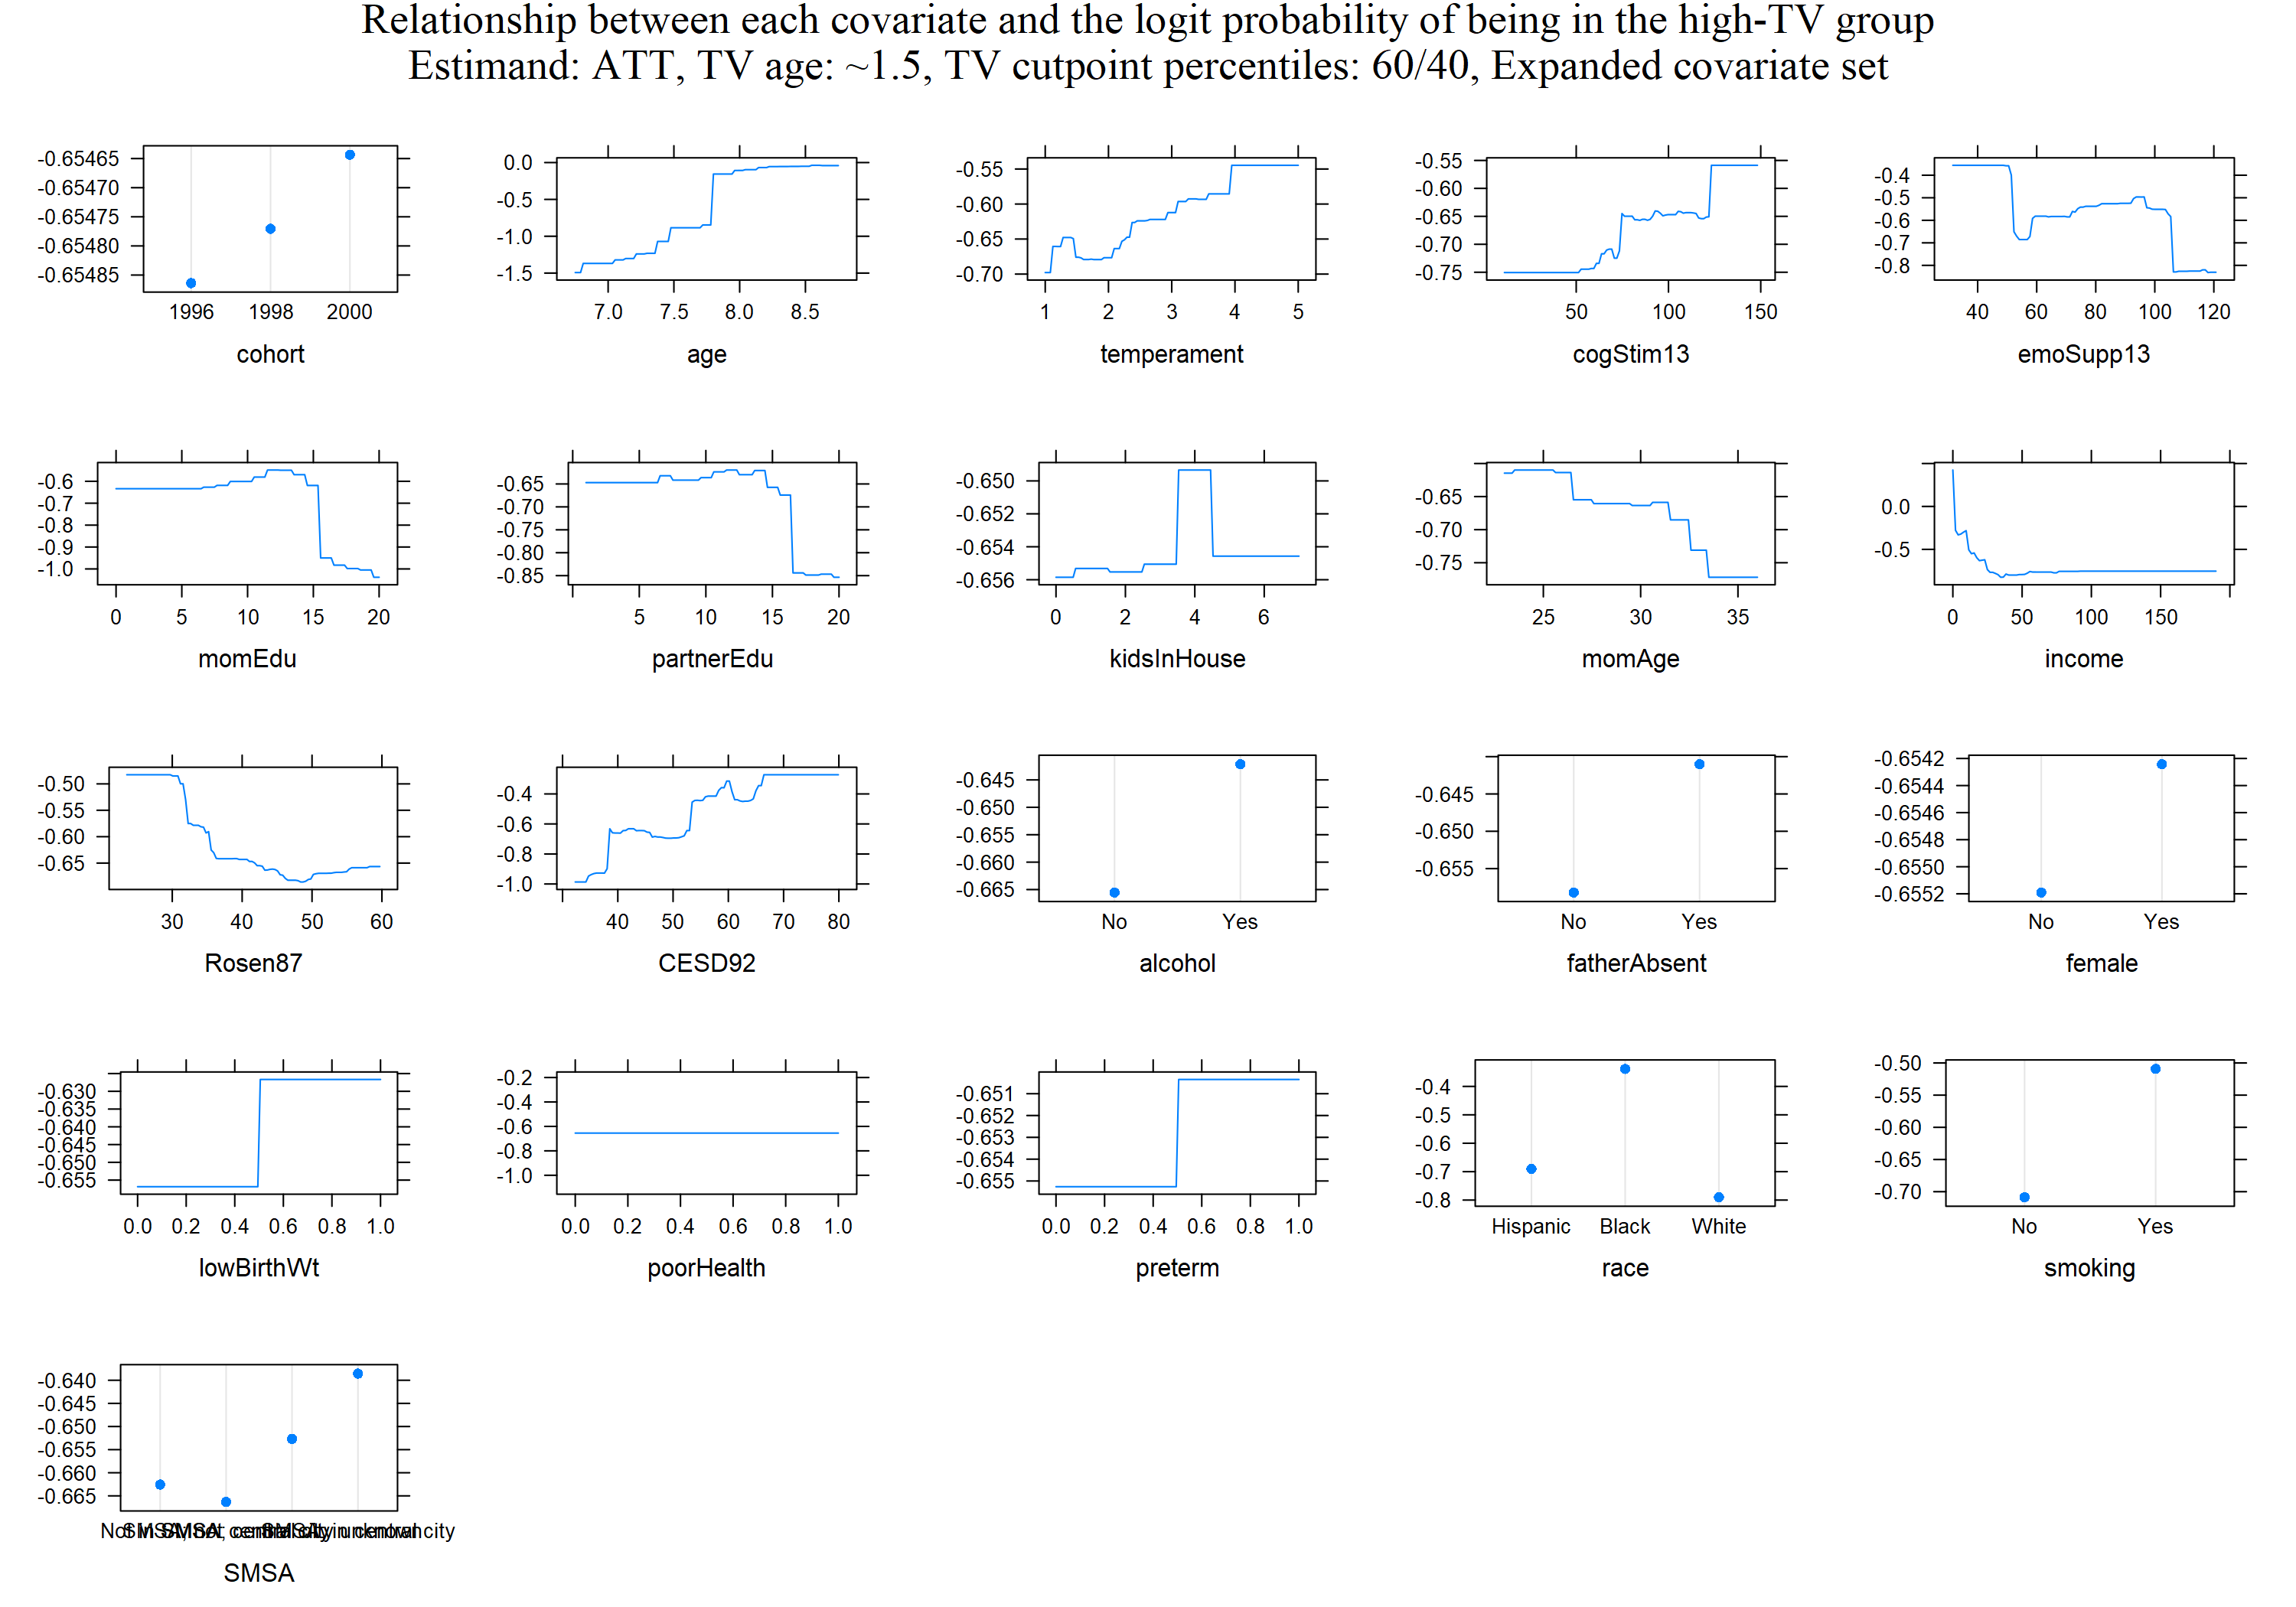 Relationship between each covariate and the logit probability of being in the high-TV group
Estimand: ATT, TV age: ~1.5, TV cutpoint percentiles: 60/40, Expanded covariate set
-0.65465
-0.65470
-0.65475
-0.65480
-0.65485
1996 1998 2000
cohort
0.0
-0.5
-1.0
-1.5
7.0 7.5 8.0 8.5
age
-0.55
-0.60
-0.65
-0.70
1 2 3 4 5
temperament
-0.55
-0.60
-0.65
-0.70
-0.75
50 100 150
cogStim13
-0.4
-0.5
-0.6
-0.7
-0.8
40 60 80 100 120
emoSupp13
-0.6
-0.7
-0.8
-0.9
-1.0
0 5 10 15 20
momEdu
-0.65
-0.70
-0.75
-0.80
-0.85
5 10 15 20
partnerEdu
-0.650
-0.652
-0.654
-0.656
0 2 4 6
kidsInHouse
-0.65
-0.70
-0.75
25 30 35
momAge
0.0
-0.5
0 50 100 150
income
-0.50
-0.55
-0.60
-0.65
30 40 50 60
Rosen87
-0.4
-0.6
-0.8
-1.0
40 50 60 70 80
CESD92
-0.645
-0.650
-0.655
-0.660
-0.665
No Yes
alcohol
-0.645
-0.650
-0.655
No Yes
fatherAbsent
-0.6542
-0.6544
-0.6546
-0.6548
-0.6550
-0.6552
No Yes
female
-0.630
-0.635
-0.640
-0.645
-0.650
-0.655
0.0 0.2 0.4 0.6 0.8 1.0
lowBirthWt
-0.2
-0.4
-0.6
-0.8
-1.0
0.0 0.2 0.4 0.6 0.8 1.0
poorHealth
-0.651
-0.652
-0.653
-0.654
-0.655
0.0 0.2 0.4 0.6 0.8 1.0
preterm
-0.4
-0.5
-0.6
-0.7
-0.8
Hispanic Black White
race
-0.50
-0.55
-0.60
-0.65
-0.70
No Yes
smoking
-0.640
-0.645
-0.650
-0.655
-0.660
-0.665
SMSA